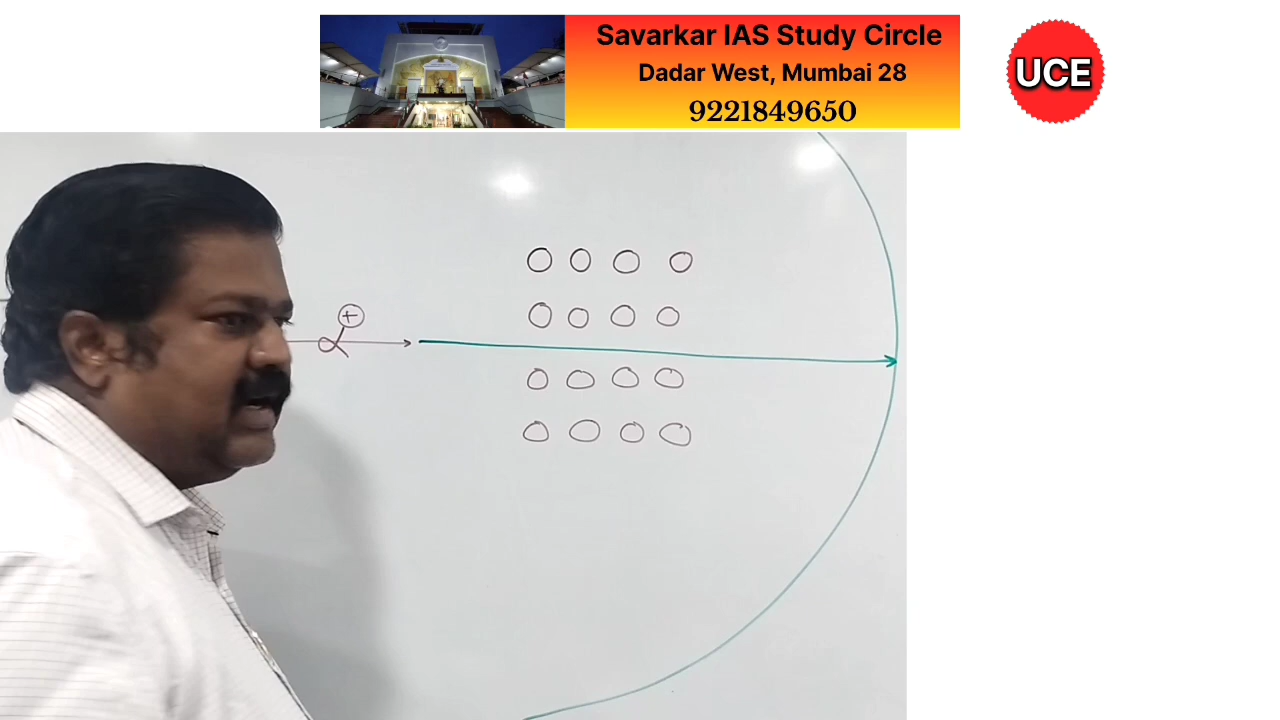 Savarkar IAS Study Circle
Dadar West, Mumbai 28
9221849650
UCE
α +